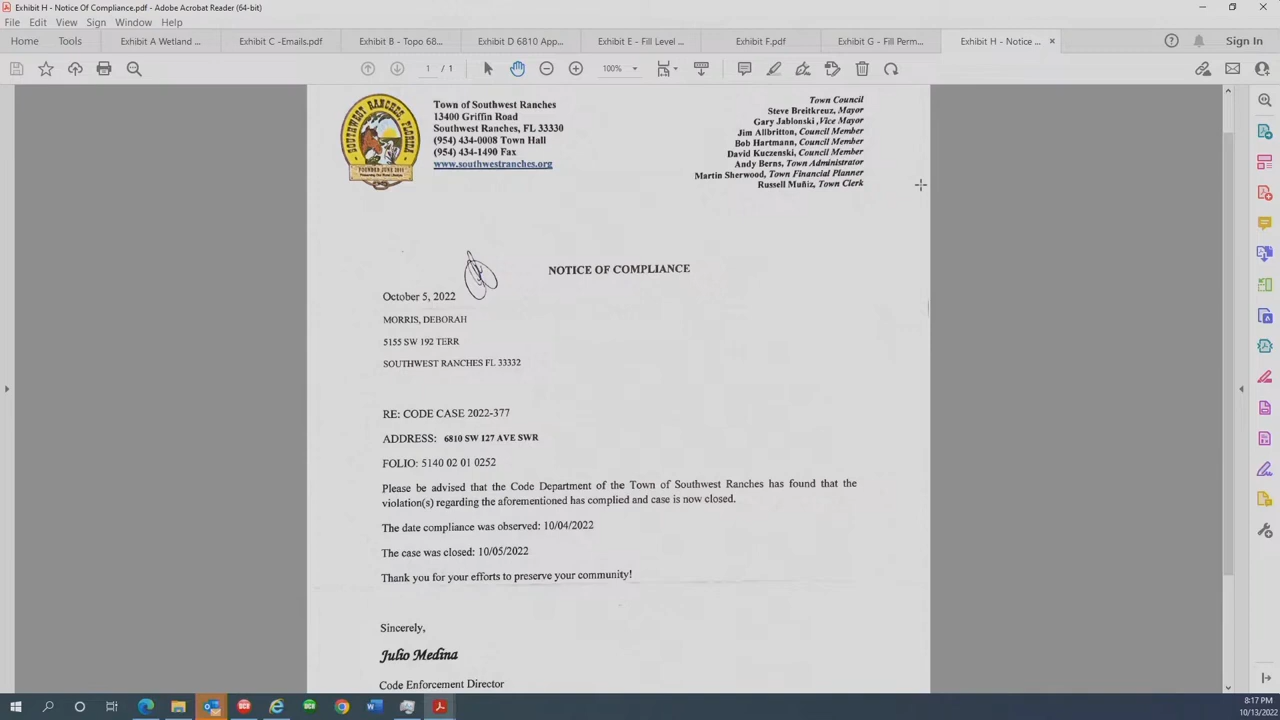 Exhibit H - Notice Of Compliance.pdf - Adobe Acrobat Reader (64-bit)
File Edit View Sign Window Help
Home Tools Exhibit A Wetland ... Exhibit C -Emails.pdf Exhibit B - Topo 68... Exhibit D 6810 App... Exhibit E - Fill Level ... Exhibit F.pdf Exhibit G - Fill Perm... Exhibit H - Notice ... × Sign In
1 / 1 100%
SOUTHWEST RANCHES, FLORIDA
Town of Southwest Ranches
13400 Griffin Road
Southwest Ranches, FL 33330
(954) 434-0008 Town Hall
(954) 434-1490 Fax
www.southwestranches.org
Town Council
Steve Breitkreuz, Mayor
Gary Jablonski ,Vice Mayor
Jim Allbritton, Council Member
Bob Hartmann, Council Member
David Kuczenski, Council Member
Andy Berns, Town Administrator
Martin Sherwood, Town Financial Planner
Russell Muñiz, Town Clerk
NOTICE OF COMPLIANCE
October 5, 2022
MORRIS, DEBORAH
5155 SW 192 TERR
SOUTHWEST RANCHES FL 33332
RE: CODE CASE 2022-377
ADDRESS: 6810 SW 127 AVE SWR
FOLIO: 5140 02 01 0252
Please be advised that the Code Department of the Town of Southwest Ranches has found that the
violation(s) regarding the aforementioned has complied and case is now closed.
The date compliance was observed: 10/04/2022
The case was closed: 10/05/2022
Thank you for your efforts to preserve your community!
Sincerely,
Julio Medina
Code Enforcement Director
8:17 PM
10/13/2022